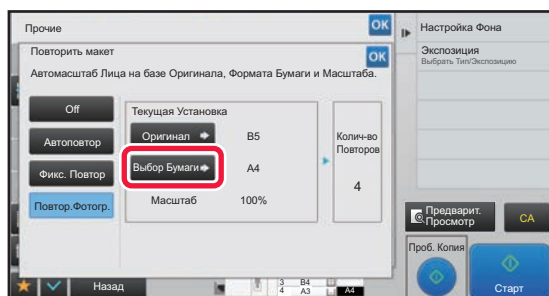 Прочие
OK
Настройка Фона
Повторить макет
OK
Экспозиция
Выбрать Тип/Экспозицию
Автомасштаб Лица на базе Оригинала, Формата Бумаги и Масштаба.
Off
Текущая Установка
Автоповтор
Оригинал
B5
Колич-во
Повторов
Фикс. Повтор
Выбор Бумаги
A4
4
Повтор.Фотогр.
Масштаб
100%
Предварит.
Просмотр
CA
Проб. Копия
Назад
3 B4
4 A3
A4
Старт